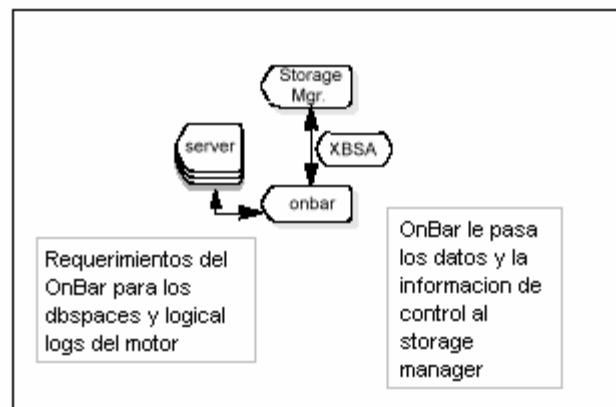 Storage
Mgr.
server
XBSA
onbar
Requerimientos del
OnBar para los
dbspaces y logical
logs del motor
OnBar le pasa
los datos y la
informacion de
control al
storage
manager